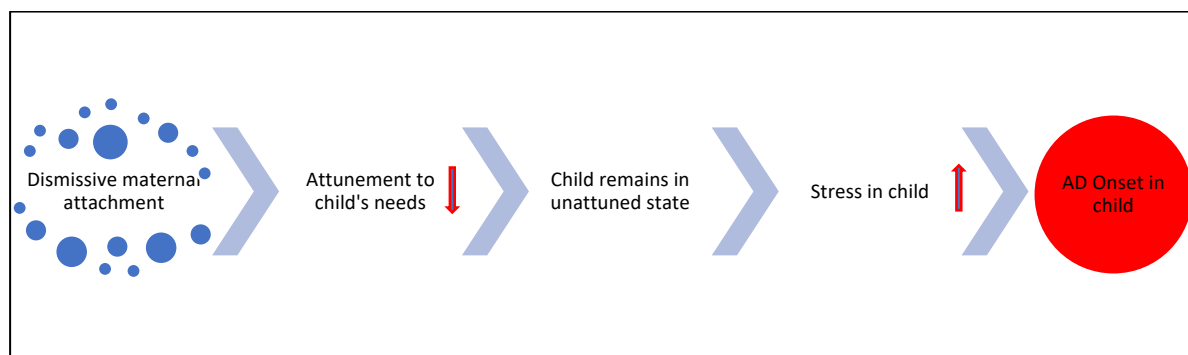 Dismissive maternal
attachment
Attunement to
child's needs
Child remains in
unattuned state
Stress in child
AD Onset in
child